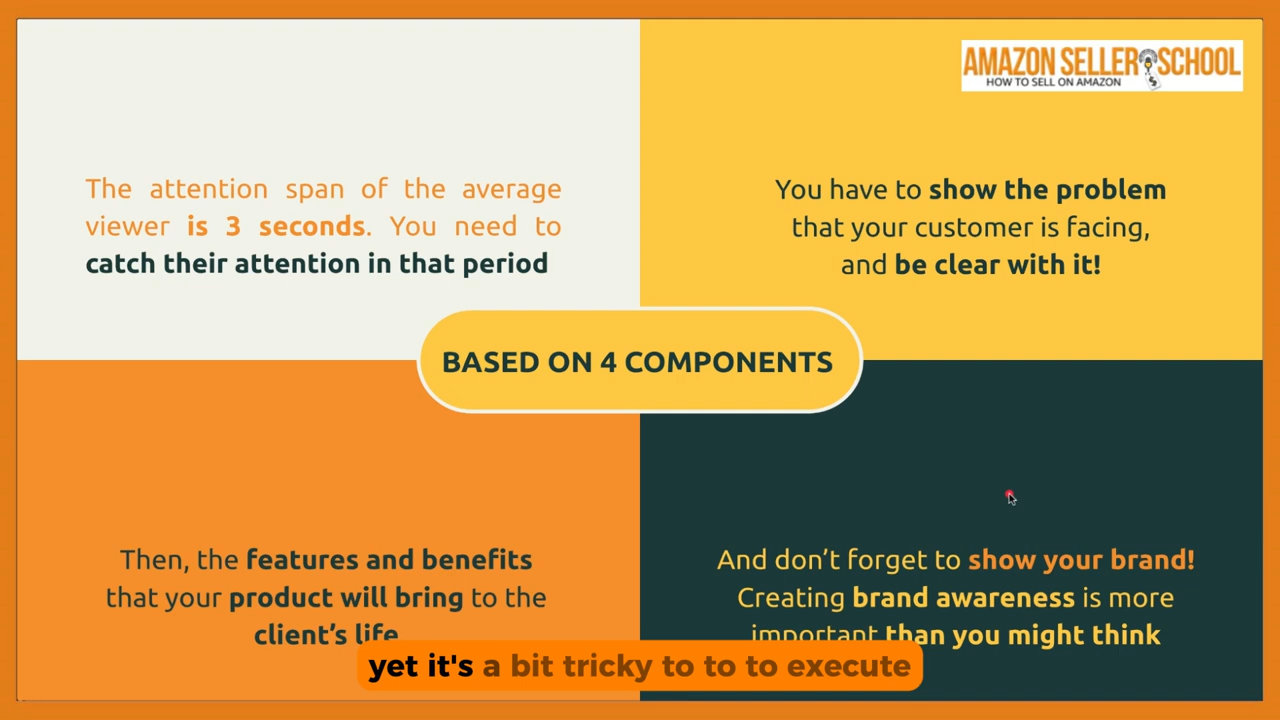 AMAZON SELLER SCHOOL
HOW TO SELL ON AMAZON
The attention span of the average
viewer is 3 seconds. You need to
catch their attention in that period
You have to show the problem
that your customer is facing,
and be clear with it!
BASED ON 4 COMPONENTS
Then, the features and benefits
that your product will bring to the
client's life
And don't forget to show your brand!
Creating brand awareness is more
important than you might think
yet it's a bit tricky to to to execute